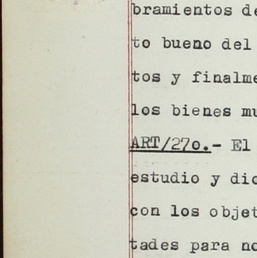 bramientos de
to bueno del
tos y finalme
los bienes mu
ART/27o.- El
estudio y dic
con los objet
tades para no